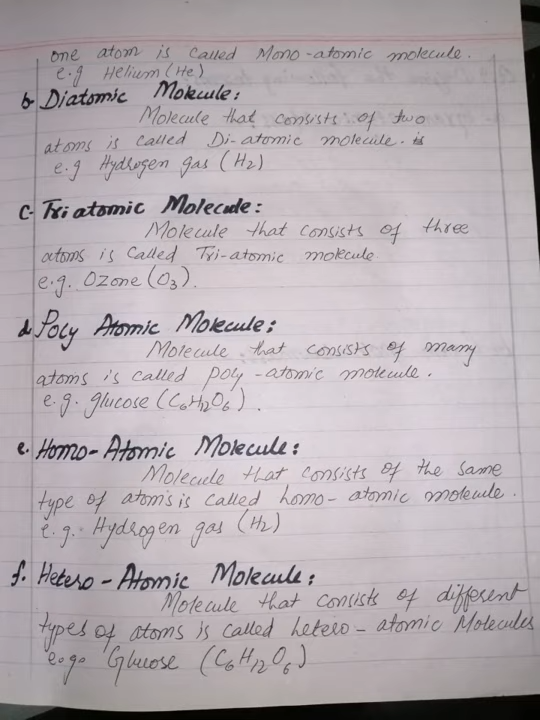 one atom is called Mono-atomic molecule.
e.g Helium (He)
b- Diatomic Molecule:
Molecule that consists of two
atoms is called Di-atomic molecule. is
e.g Hydrogen gas (H₂)
c- Triatomic Molecule:
Molecule that consists of three
atoms is called Tri-atomic molecule
e.g. Ozone (O₃).
d Poly Atomic Molecule:
Molecule that consists of many
atoms is called poly-atomic molecule.
e.g. glucose (C₆H₁₂O₆).
e. Homo-Atomic Molecule:
Molecule that consists of the same
type of atoms is called homo-atomic molecule.
e.g. Hydrogen gas (H₂)
f. Hetero-Atomic Molecule:
Molecule that consists of different
types of atoms is called hetero-atomic Molecules
e.g. Glucose (C₆H₁₂O₆)